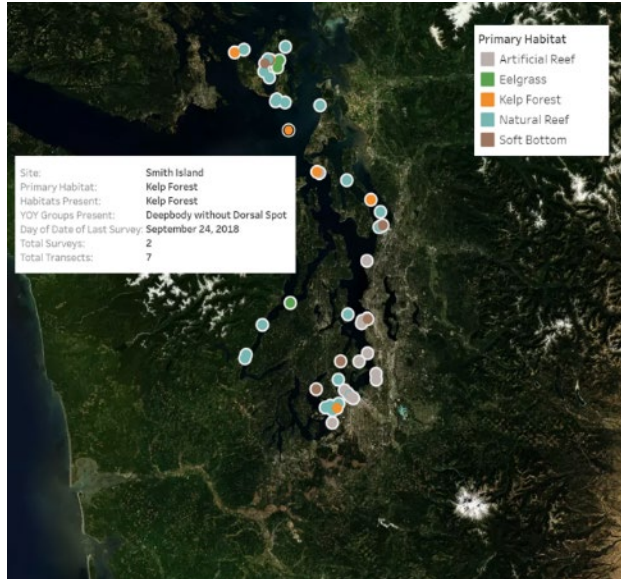 Primary Habitat
Artificial Reef
Eelgrass
Kelp Forest
Natural Reef
Soft Bottom
Site: Smith Island
Primary Habitat: Kelp Forest
Habitats Present: Kelp Forest
YOY Groups Present: Deepbody without Dorsal Spot
Day of Date of Last Survey: September 24, 2018
Total Surveys: 2
Total Transects: 7